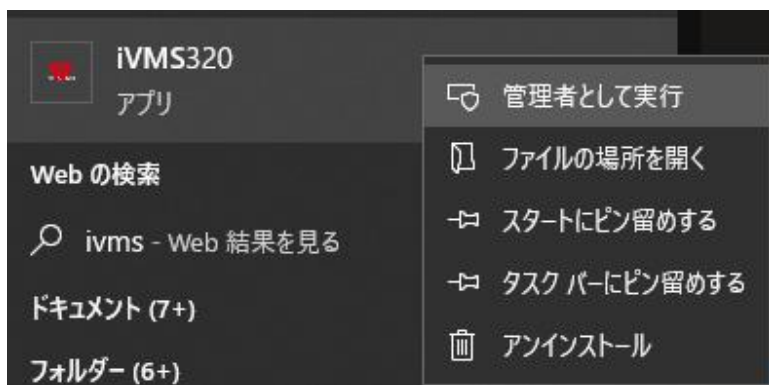 iVMS320
アプリ
Web の検索
ivms - Web 結果を見る
ドキュメント (7+)
フォルダー (6+)
管理者として実行
ファイルの場所を開く
スタートにピン留めする
タスク バーにピン留めする
アンインストール